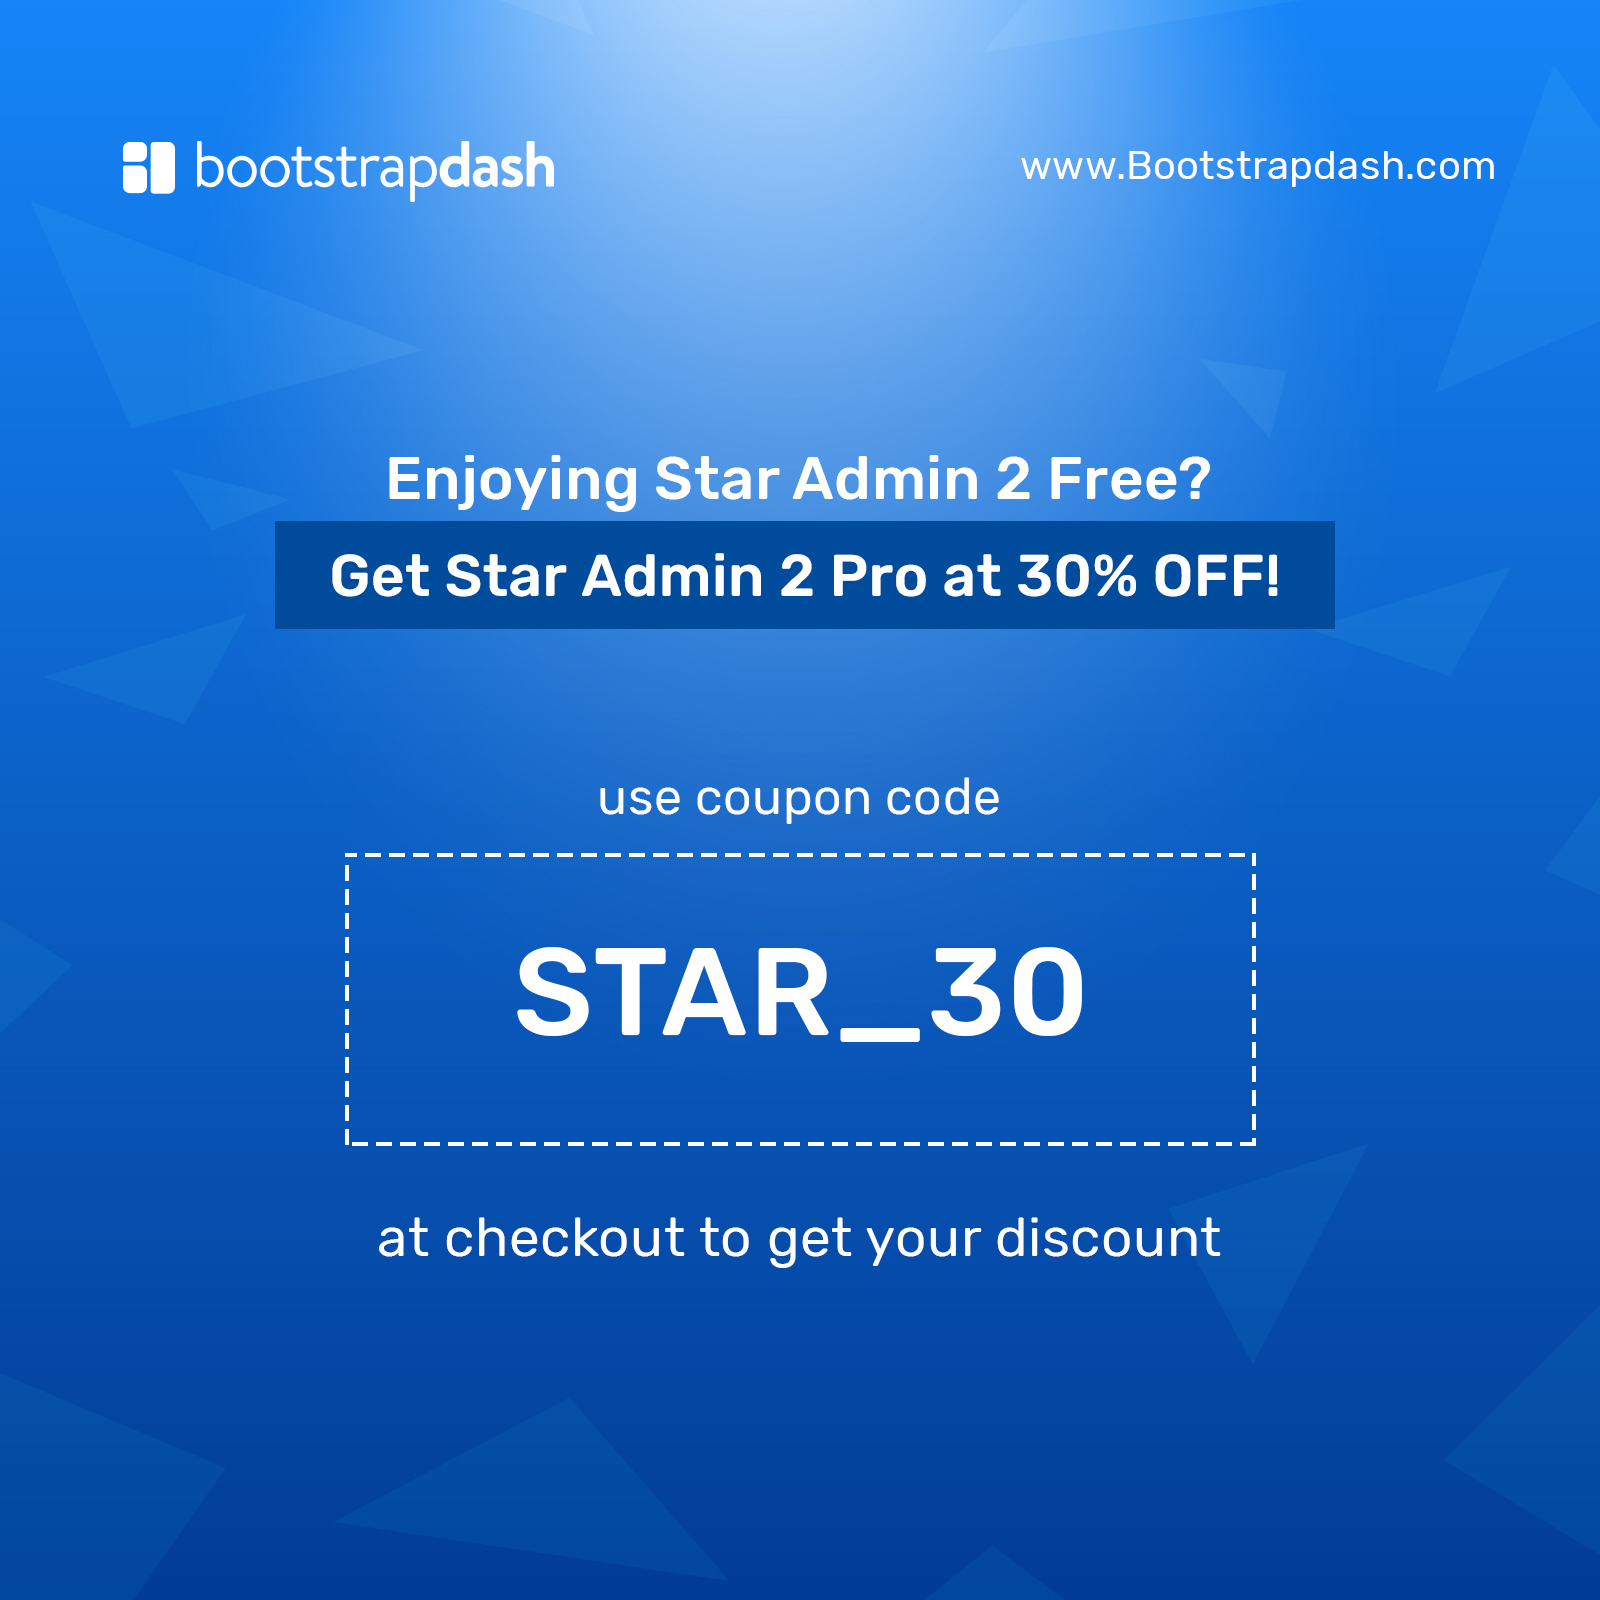 bootstrapdash
www.Bootstrapdash.com
Enjoying Star Admin 2 Free?
Get Star Admin 2 Pro at 30% OFF!
use coupon code
STAR_30
at checkout to get your discount